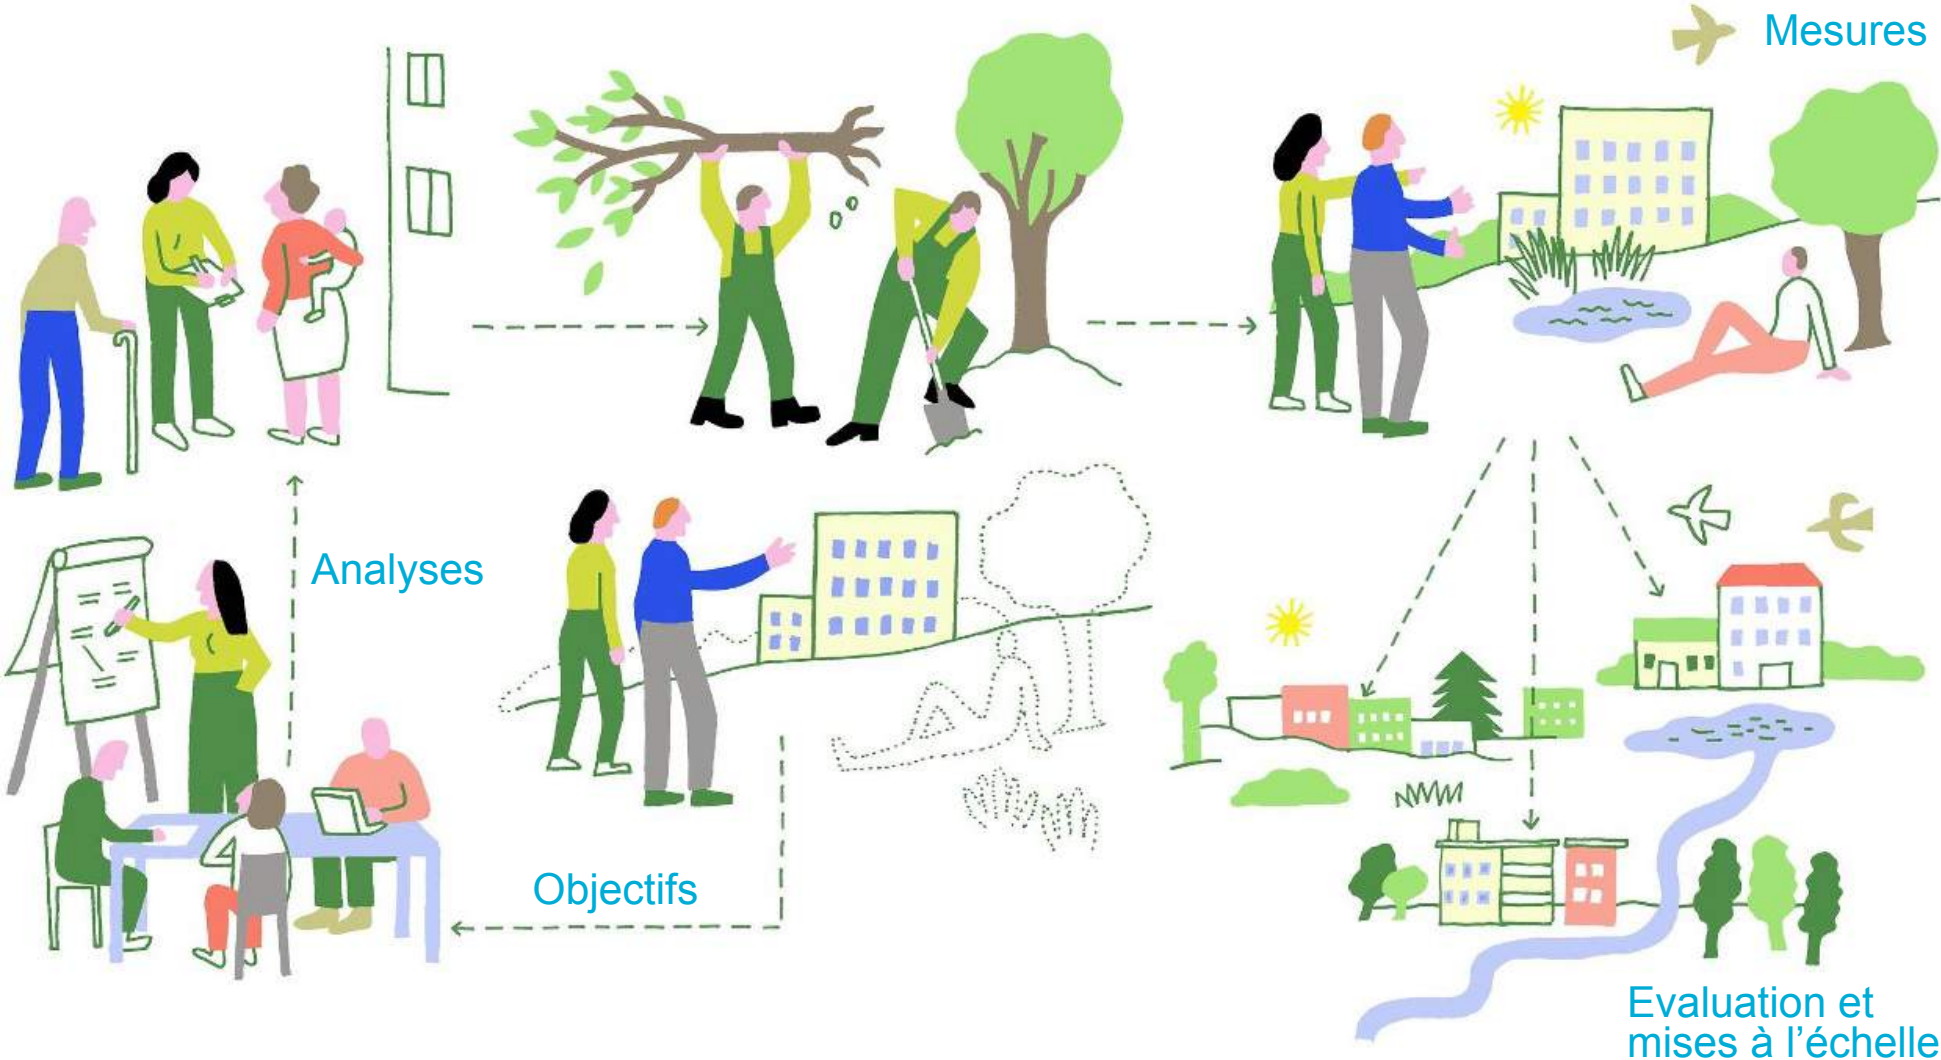 Mesures
Analyses
Objectifs
Evaluation et
mises à l’échelle